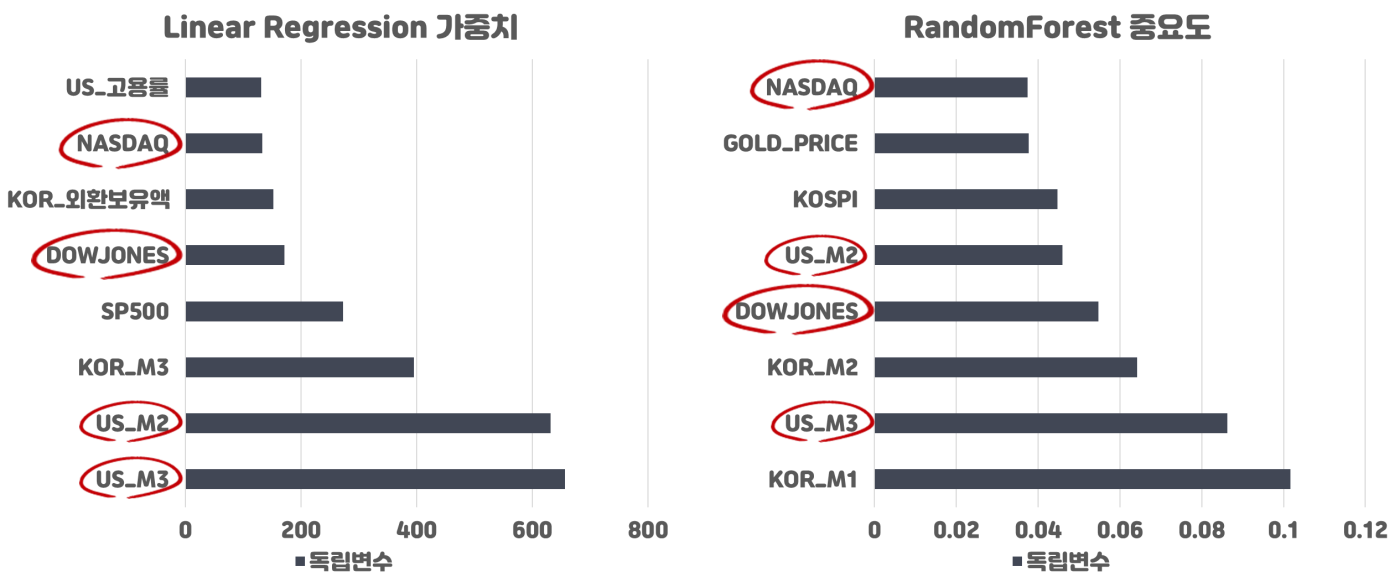 Linear Regression 가중치
US_고용률
NASDAQ
KOR_외환보유액
DOWJONES
SP500
KOR_M3
US_M2
US_M3
0 200 400 600 800
독립변수
RandomForest 중요도
NASDAQ
GOLD_PRICE
KOSPI
US_M2
DOWJONES
KOR_M2
US_M3
KOR_M1
0 0.02 0.04 0.06 0.08 0.1 0.12
독립변수